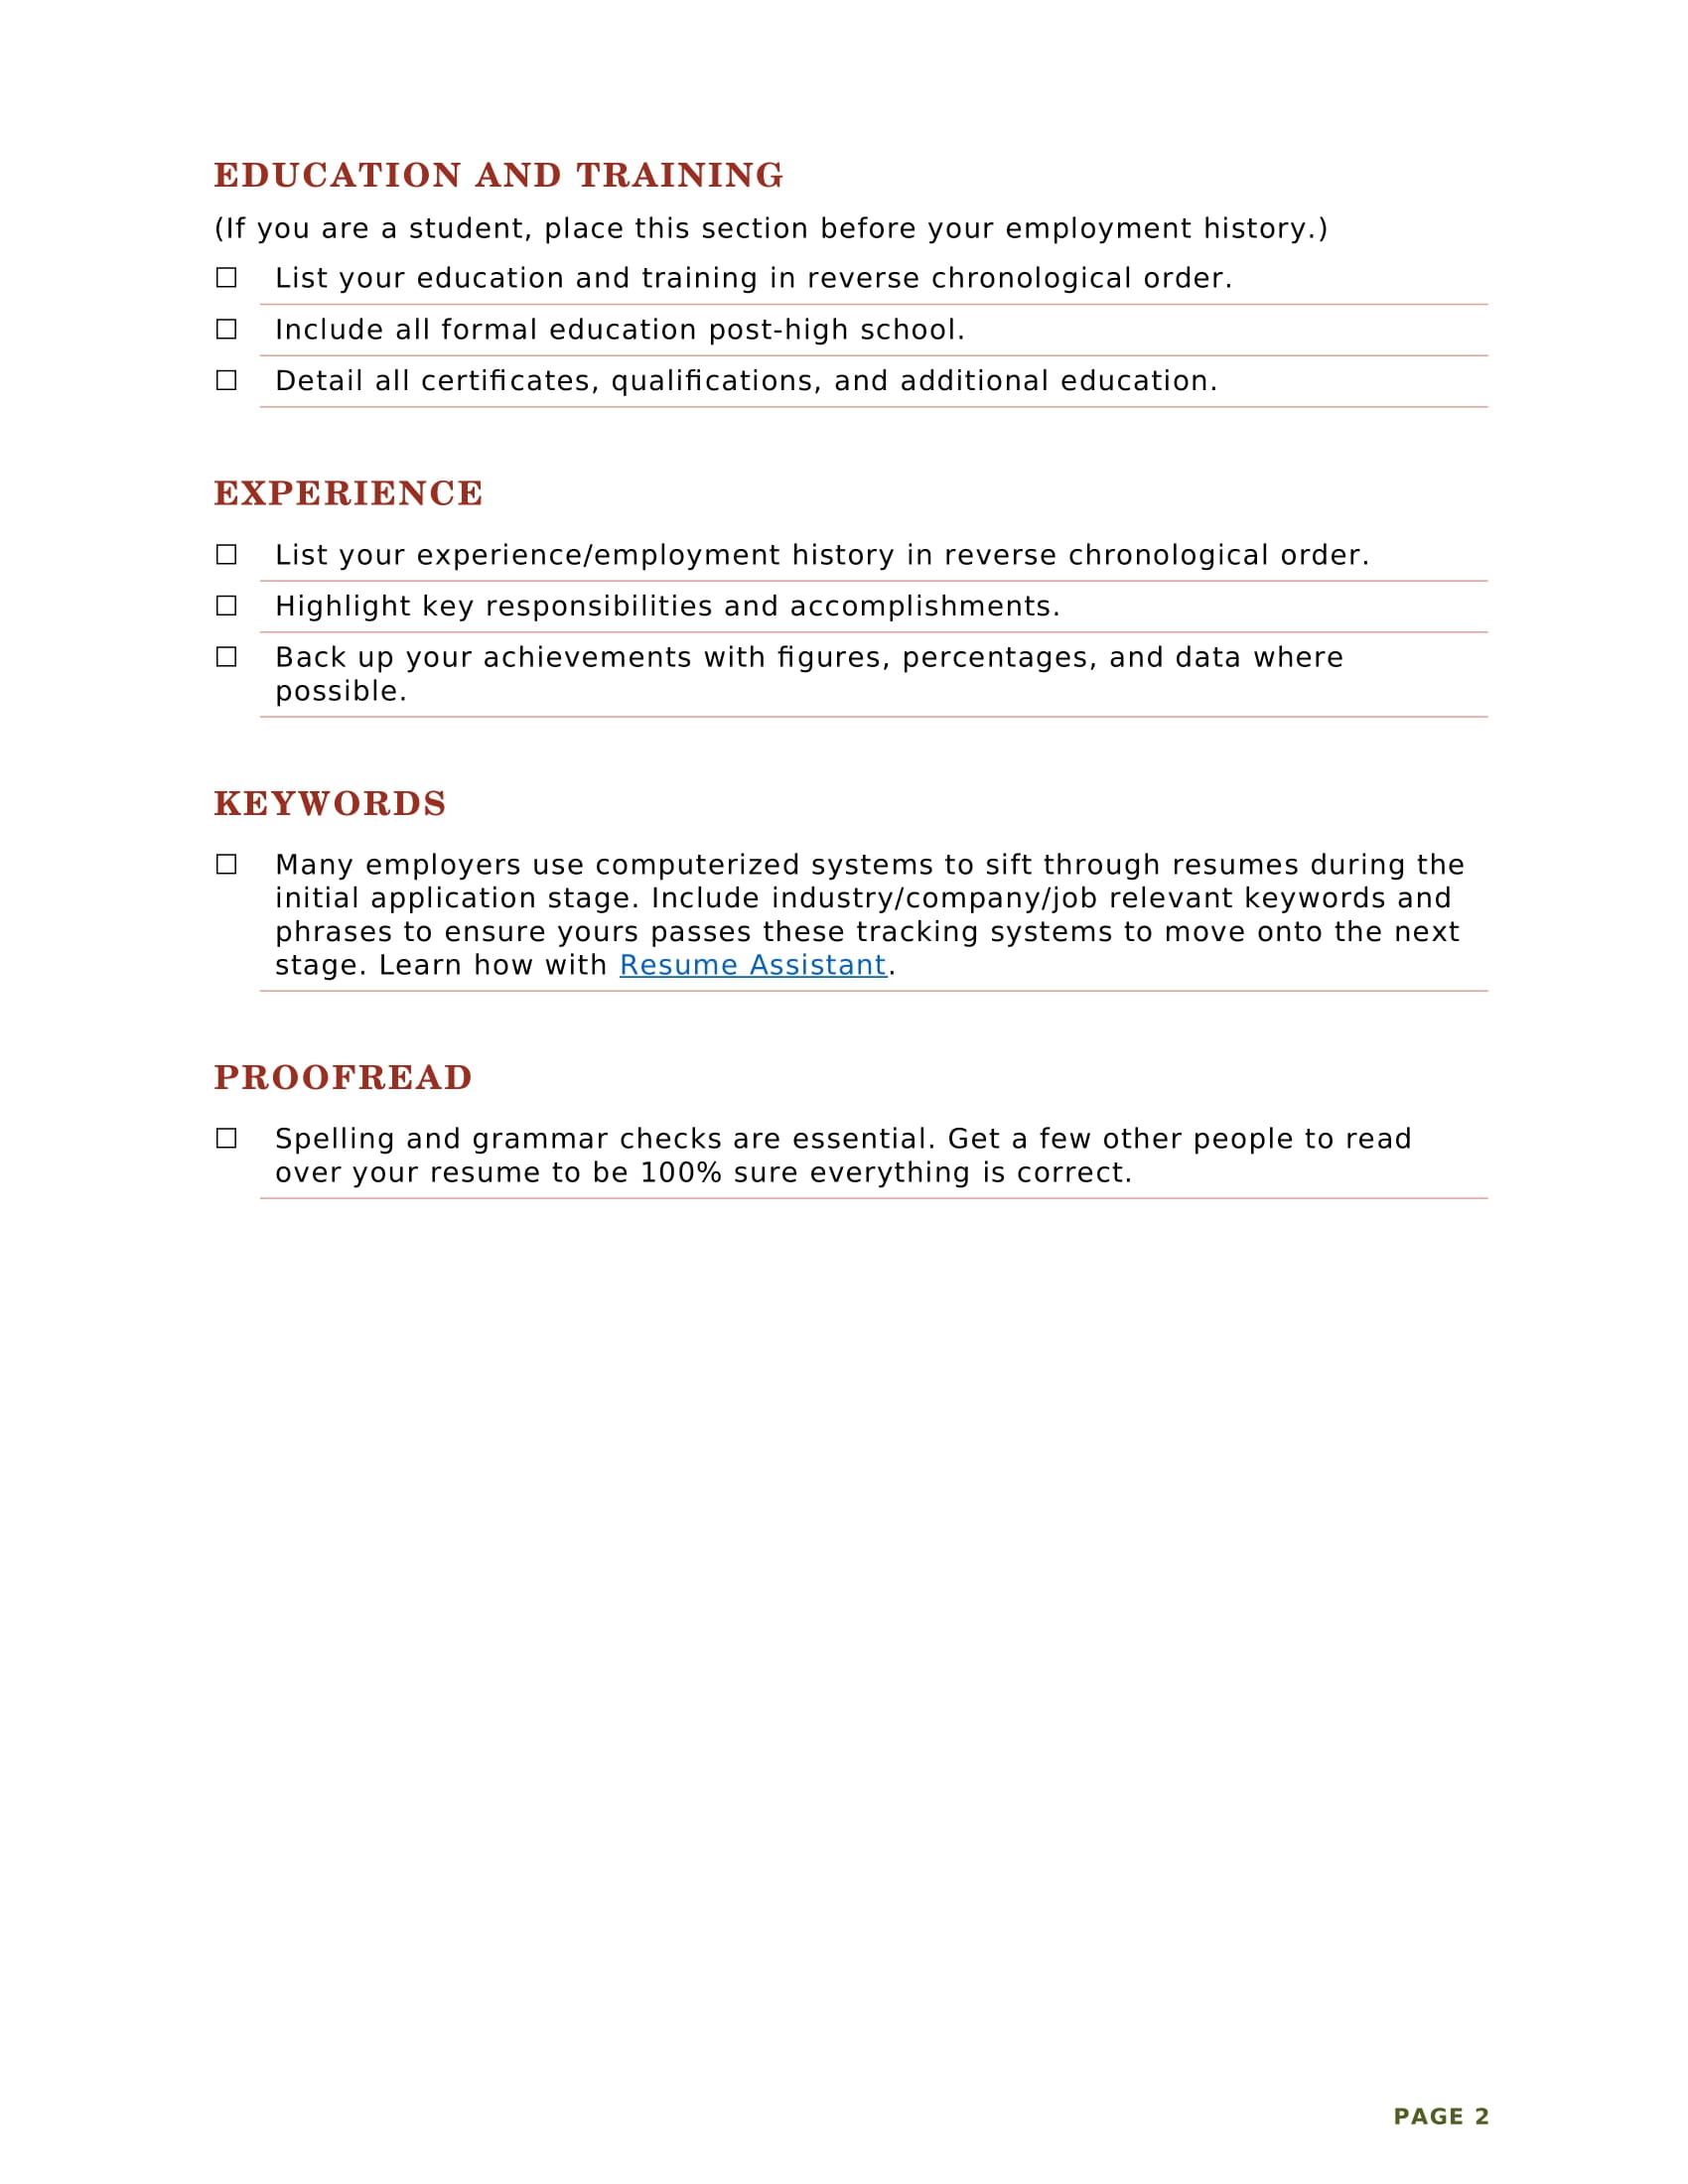 EDUCATION AND TRAINING
(If you are a student, place this section before your employment history.)
☐ List your education and training in reverse chronological order.
☐ Include all formal education post-high school.
☐ Detail all certificates, qualifications, and additional education.
EXPERIENCE
☐ List your experience/employment history in reverse chronological order.
☐ Highlight key responsibilities and accomplishments.
☐ Back up your achievements with figures, percentages, and data where
possible.
KEYWORDS
☐ Many employers use computerized systems to sift through resumes during the
initial application stage. Include industry/company/job relevant keywords and
phrases to ensure yours passes these tracking systems to move onto the next
stage. Learn how with Resume Assistant.
PROOFREAD
☐ Spelling and grammar checks are essential. Get a few other people to read
over your resume to be 100% sure everything is correct.
PAGE 2